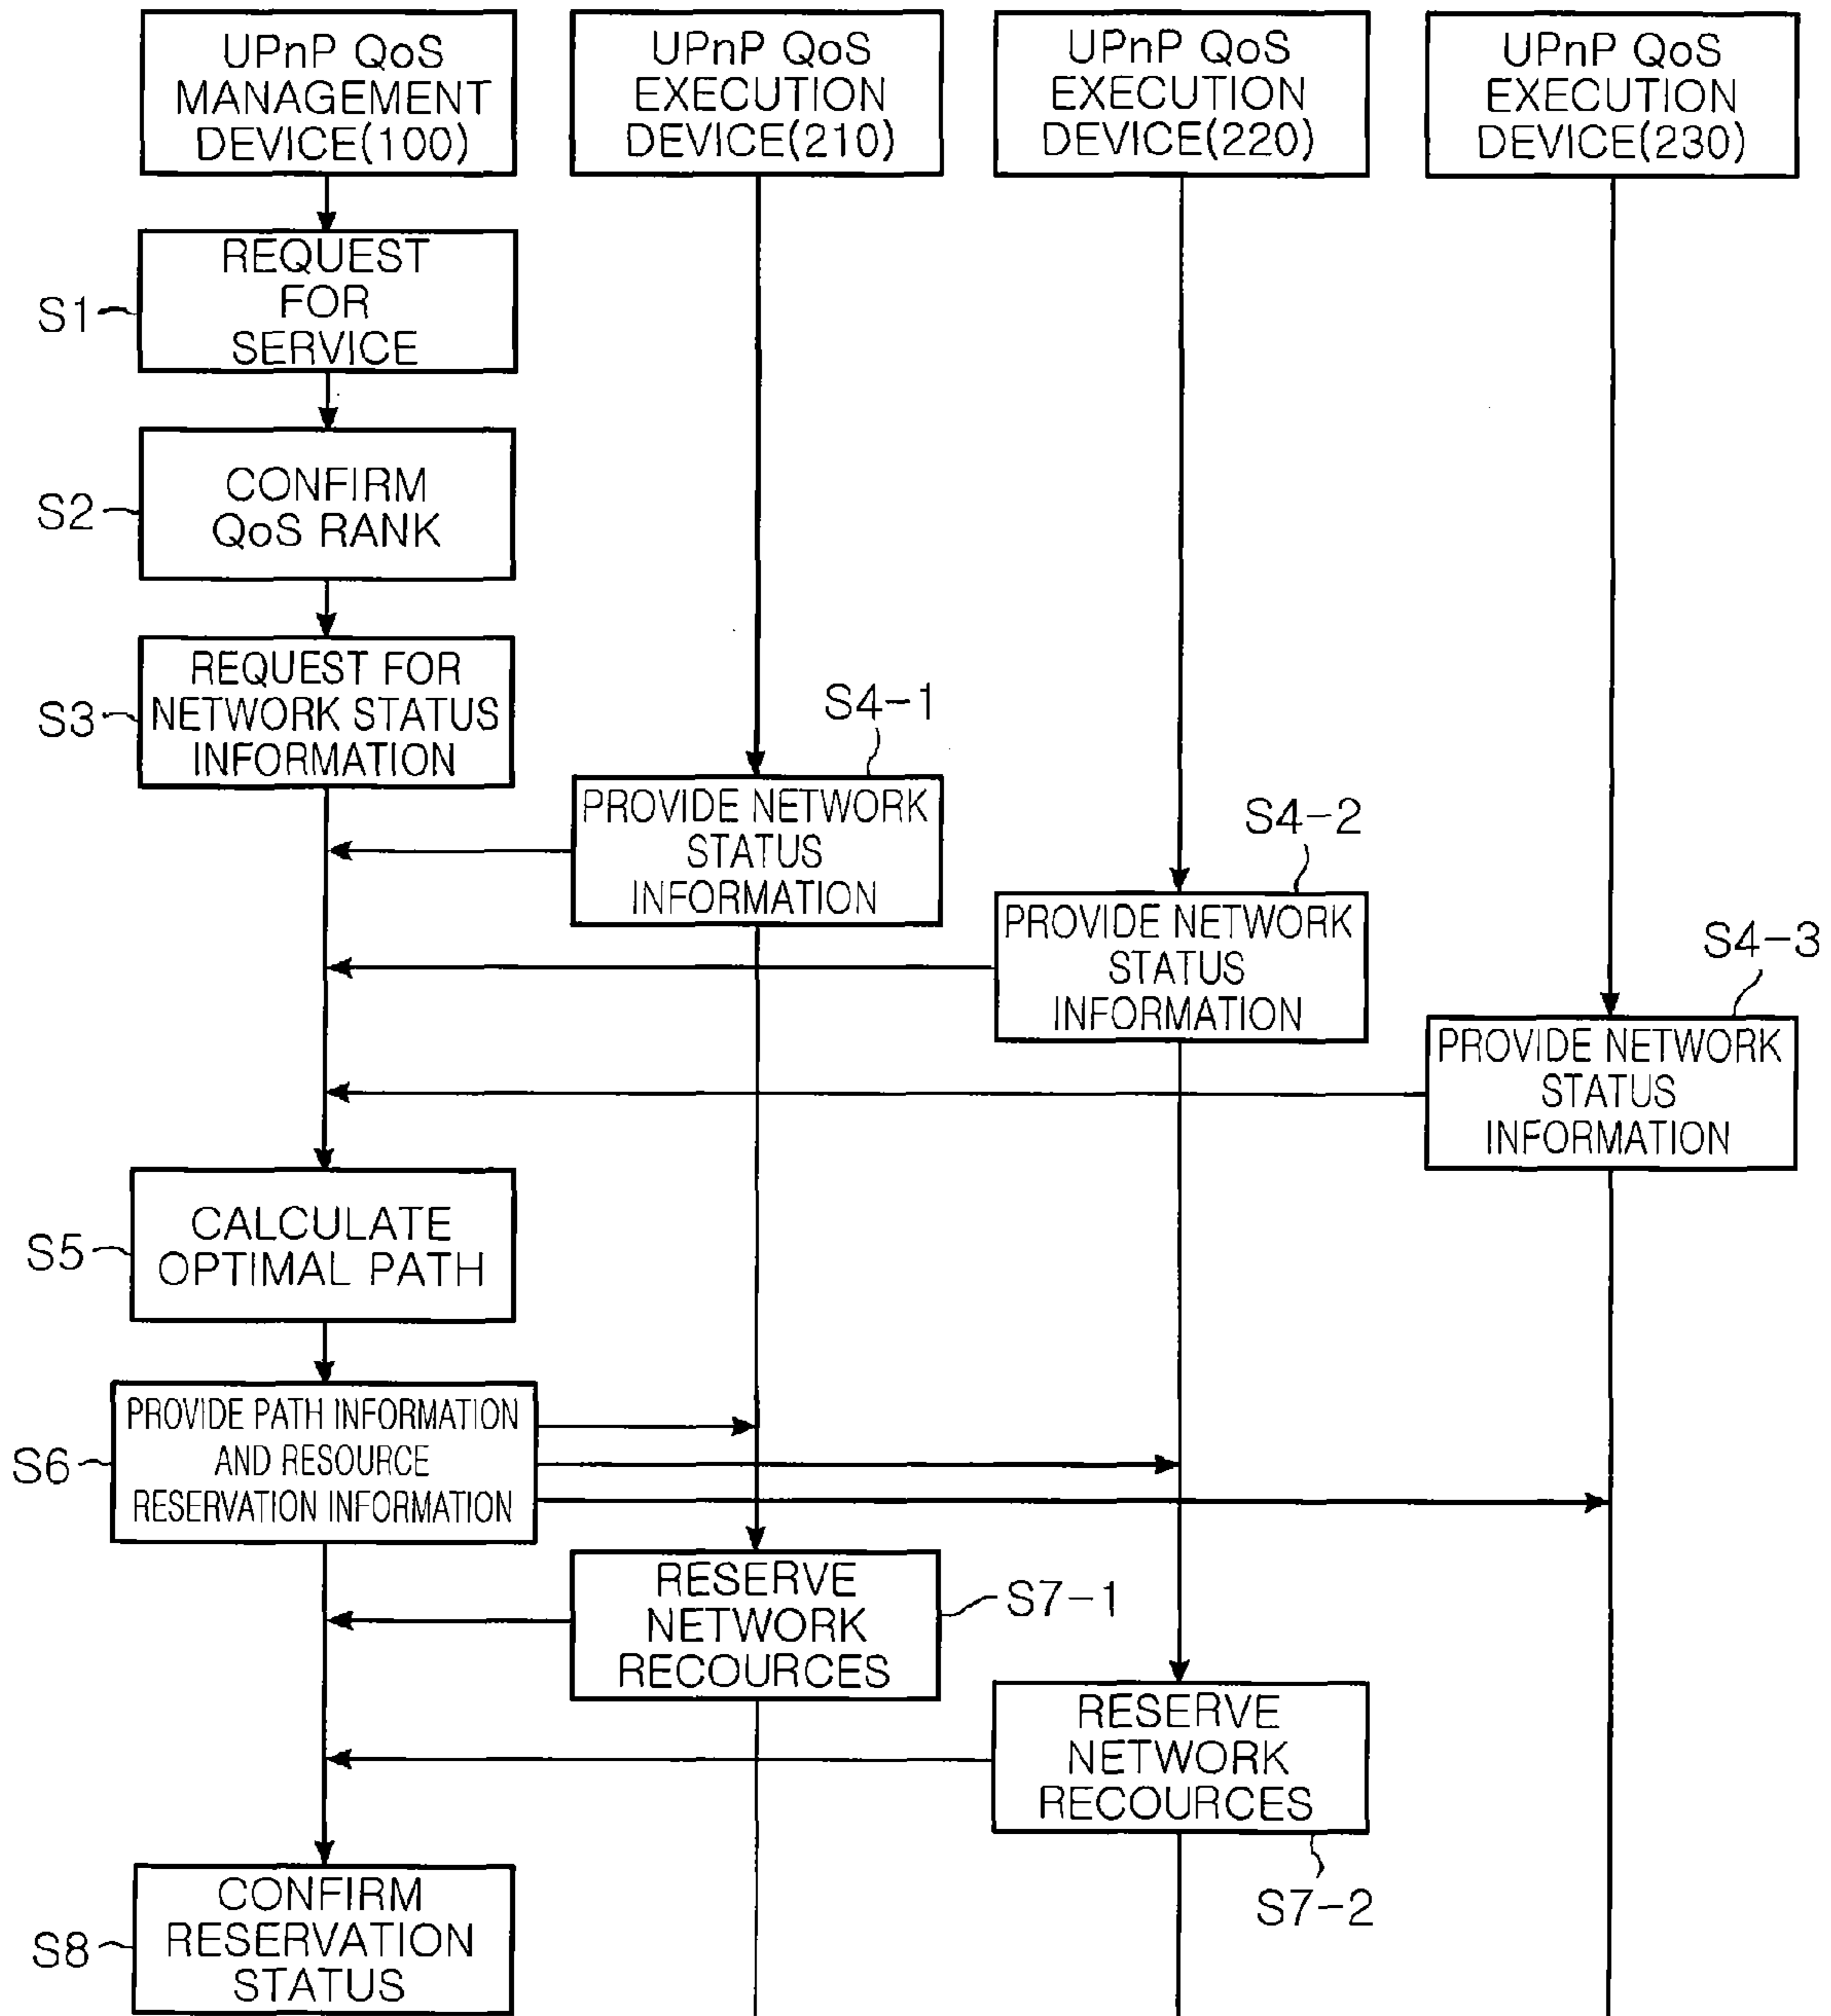 UPnP QoS
MANAGEMENT
DEVICE(100)
UPnP QoS
EXECUTION
DEVICE(210)
UPnP QoS
EXECUTION
DEVICE(220)
UPnP QoS
EXECUTION
DEVICE(230)
S1
REQUEST
FOR
SERVICE
S2
CONFIRM
QoS RANK
S3
REQUEST FOR
NETWORK STATUS
INFORMATION
S4-1
PROVIDE NETWORK
STATUS
INFORMATION
S4-2
PROVIDE NETWORK
STATUS
INFORMATION
S4-3
PROVIDE NETWORK
STATUS
INFORMATION
S5
CALCULATE
OPTIMAL PATH
S6
PROVIDE PATH INFORMATION
AND RESOURCE
RESERVATION INFORMATION
RESERVE
NETWORK
RECOURCES
S7-1
RESERVE
NETWORK
RECOURCES
S7-2
S8
CONFIRM
RESERVATION
STATUS